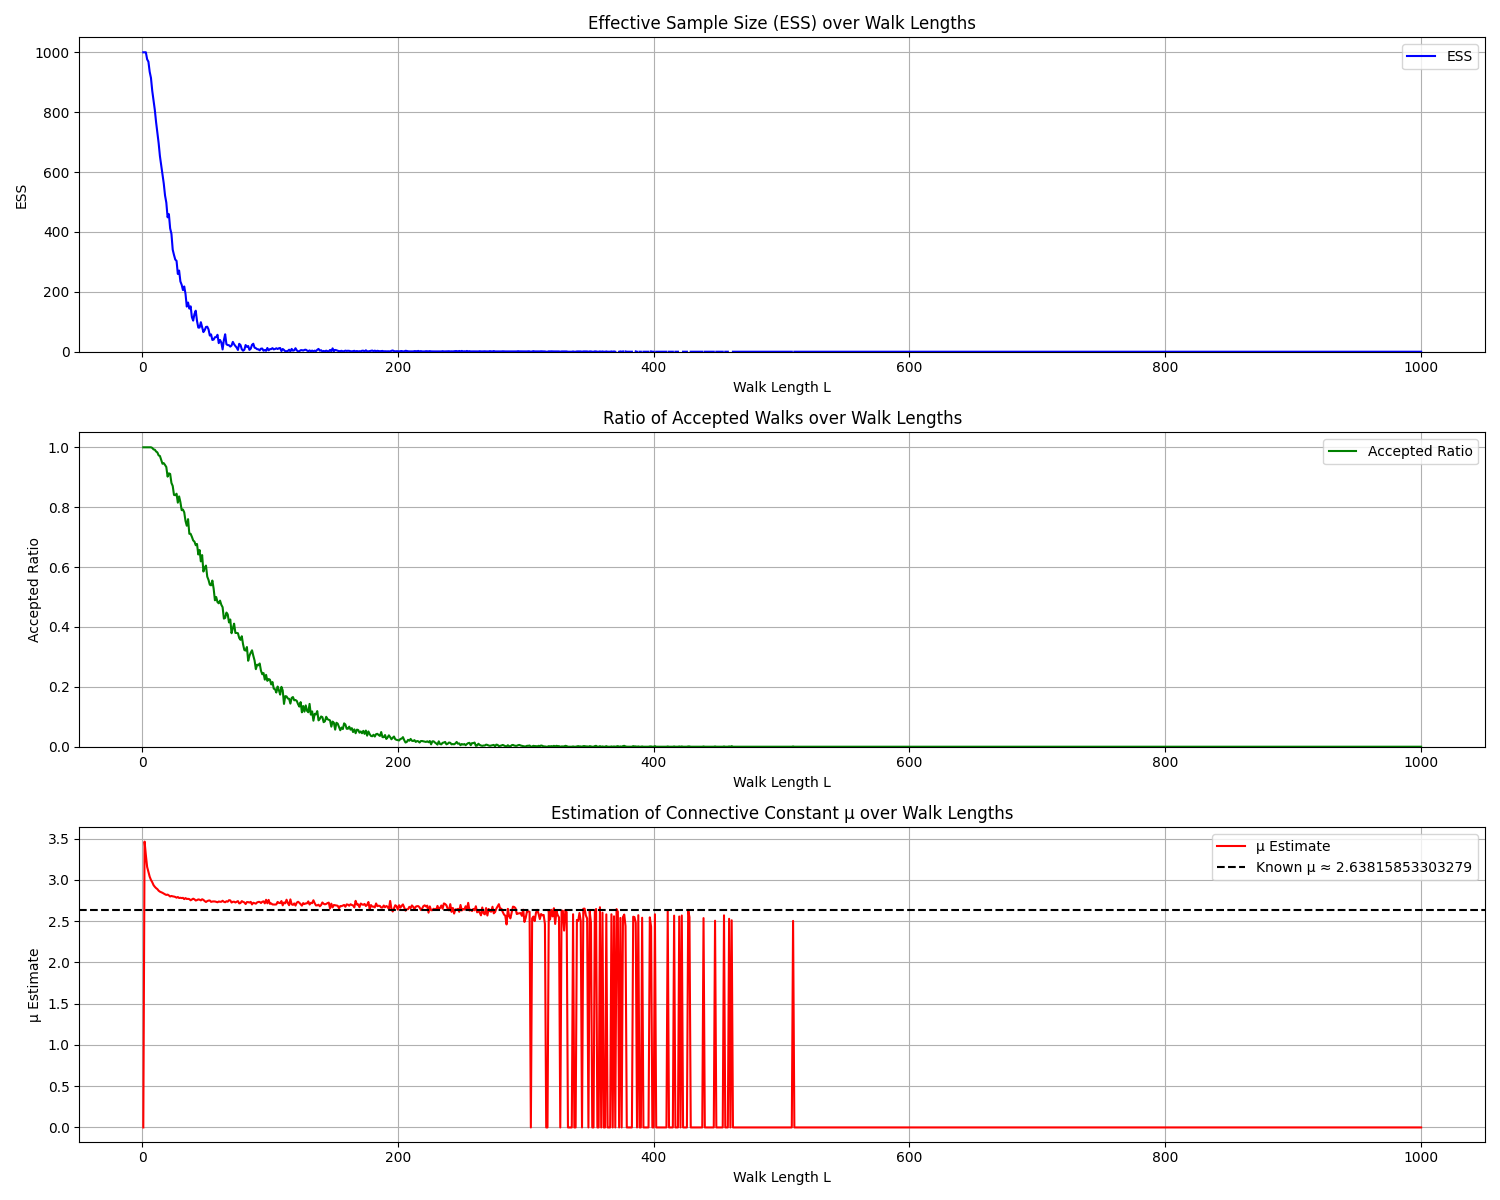 Effective Sample Size (ESS) over Walk Lengths
ESS
1000
800
600
400
200
0
ESS
0 200 400 600 800 1000
Walk Length L
Ratio of Accepted Walks over Walk Lengths
Accepted Ratio
1.0
0.8
0.6
0.4
0.2
0.0
Accepted Ratio
0 200 400 600 800 1000
Walk Length L
Estimation of Connective Constant μ over Walk Lengths
μ Estimate
Known μ ≈ 2.63815853303279
3.5
3.0
2.5
2.0
1.5
1.0
0.5
0.0
μ Estimate
0 200 400 600 800 1000
Walk Length L